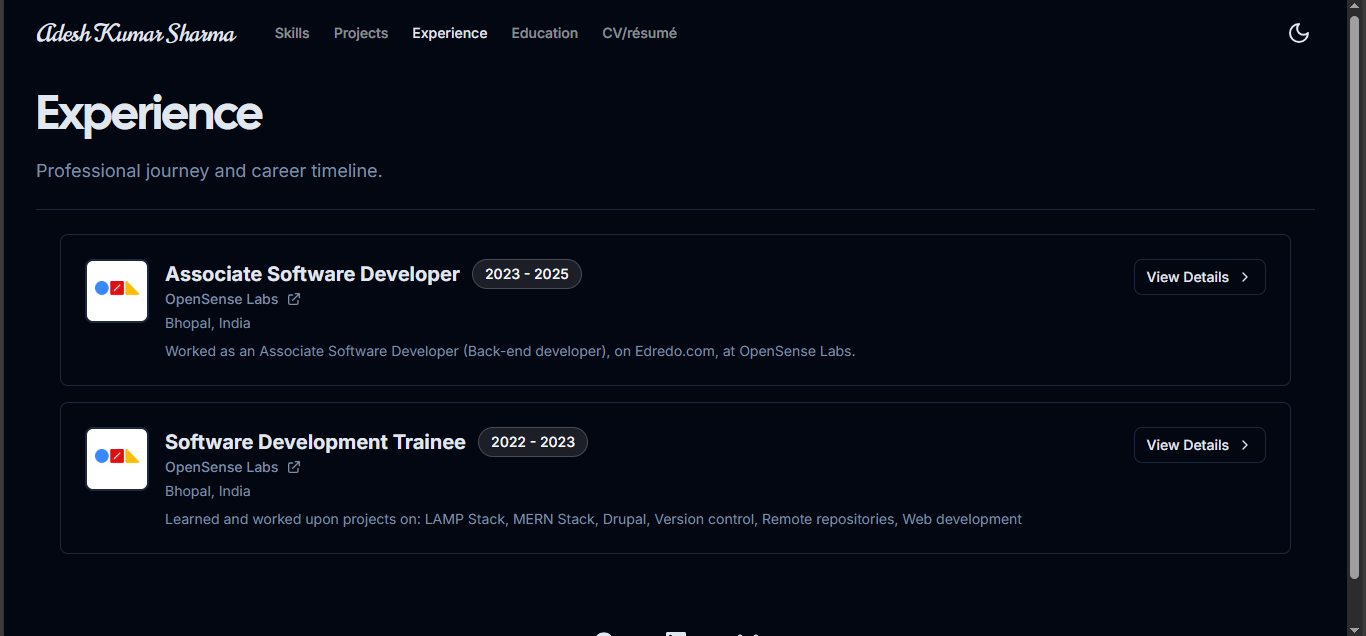 Adesh Kumar Sharma Skills Projects Experience Education CV/résumé
Experience
Professional journey and career timeline.
Associate Software Developer 2023 - 2025 View Details
OpenSense Labs
Bhopal, India
Worked as an Associate Software Developer (Back-end developer), on Edredo.com, at OpenSense Labs.
Software Development Trainee 2022 - 2023 View Details
OpenSense Labs
Bhopal, India
Learned and worked upon projects on: LAMP Stack, MERN Stack, Drupal, Version control, Remote repositories, Web development